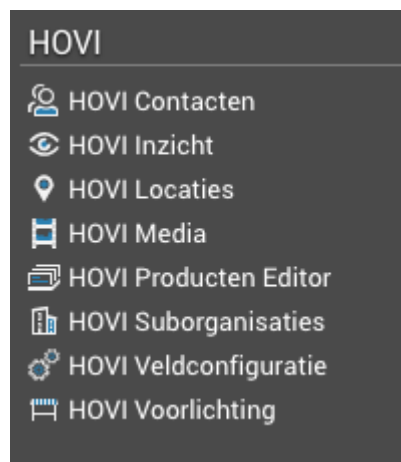 HOVI
HOVI Contacten
HOVI Inzicht
HOVI Locaties
HOVI Media
HOVI Producten Editor
HOVI Suborganisaties
HOVI Veldconfiguratie
HOVI Voorlichting